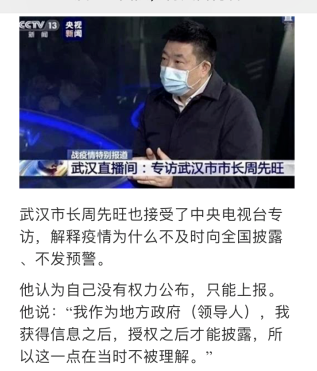 CCTV 13 央视
新闻 新闻
战疫情特别报道
武汉直播间：专访武汉市市长周先旺
武汉市长周先旺也接受了中央电视台专
访，解释疫情为什么不及时向全国披露
、不发预警。
他认为自己没有权力公布，只能上报。
他说：“我作为地方政府（领导人），我
获得信息之后，授权之后才能披露，所
以这一点在当时不被理解。”